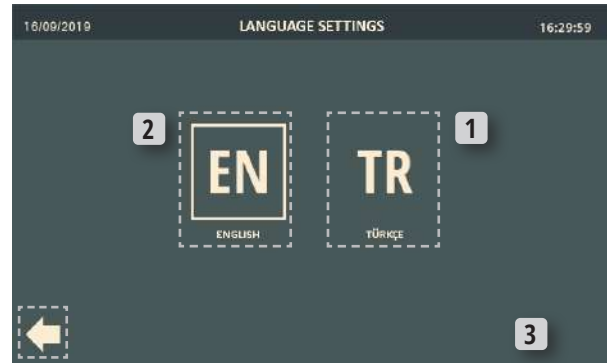 16/09/2019 LANGUAGE SETTINGS 16:29:59
2 1
EN TR
ENGLISH TÜRKÇE
3